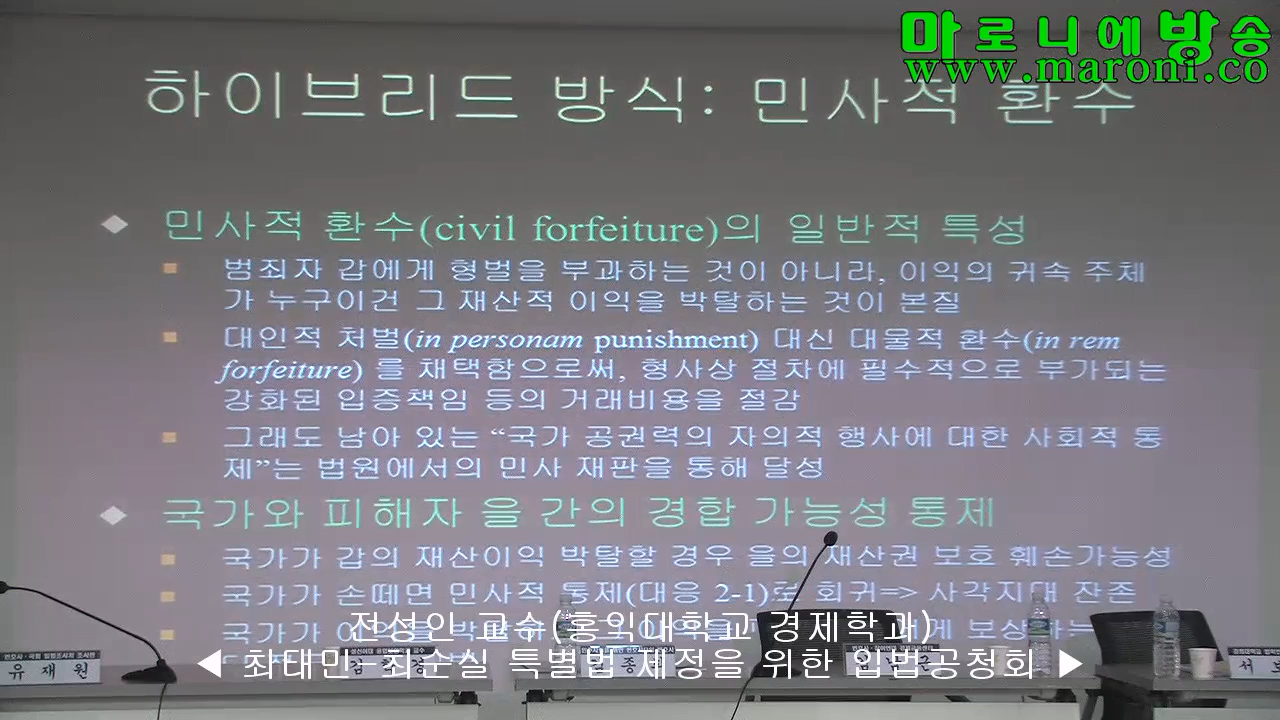 마로니에방송
www.maroni.co
하이브리드 방식: 민사적 환수
민사적 환수(civil forfeiture)의 일반적 특성
범죄자 갑에게 형벌을 부과하는 것이 아니라, 이익의 귀속 주체
가 누구이건 그 재산적 이익을 박탈하는 것이 본질
대인적 처벌(in personam punishment) 대신 대물적 환수(in rem
forfeiture) 를 채택함으로써, 형사상 절차에 필수적으로 부가되는
강화된 입증책임 등의 거래비용을 절감
그래도 남아 있는 “국가 공권력의 자의적 행사에 대한 사회적 통
제”는 법원에서의 민사 재판을 통해 달성
국가와 피해자 을 간의 경합 가능성 통제
국가가 갑의 재산이익 박탈할 경우 을의 재산권 보호 훼손가능성
국가가 손떼면 민사적 통제(대응 2-1)로 회귀=> 사각지대 잔존
국가가 보상하는
전성인 교수(홍익대학교 경제학과)
◀ 최태민-최순실 특별법 제정을 위한 입법공청회 ▶
유 재 원